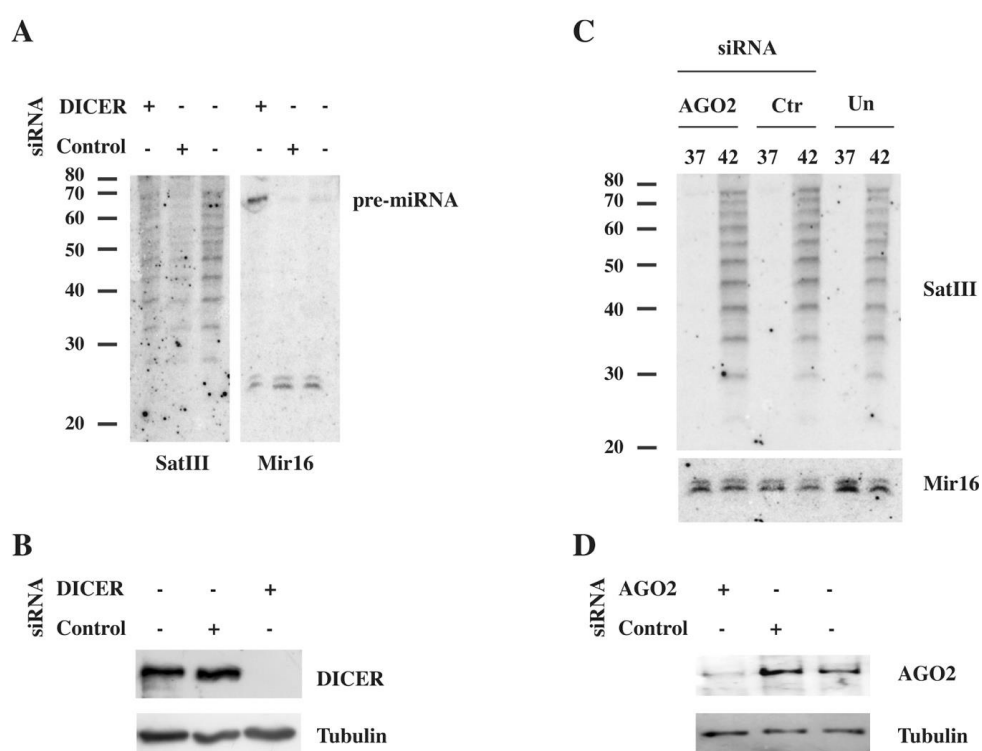 A
siRNA
DICER + - - + - -
Control - + - - + -
80
70
60
50
40
30
20
pre-miRNA
SatIII Mir16
B
siRNA
DICER - - +
Control - + -
DICER
Tubulin
C
siRNA
AGO2 Ctr Un
37 42 37 42 37 42
80
70
60
50
40
30
20
SatIII
Mir16
D
siRNA
AGO2 + - -
Control - + -
AGO2
Tubulin